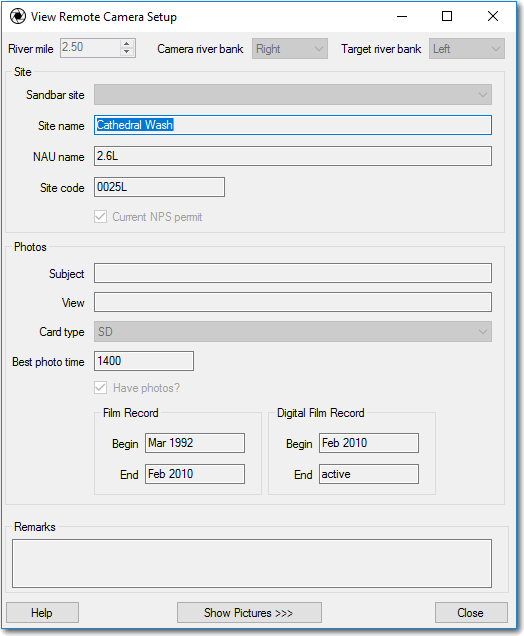 View Remote Camera Setup
River mile 2.50 Camera river bank Right Target river bank Left
Site
Sandbar site
Site name Cathedral Wash
NAU name 2.6L
Site code 0025L
Current NPS permit
Photos
Subject
View
Card type SD
Best photo time 1400
Have photos?
Film Record Digital Film Record
Begin Mar 1992 Begin Feb 2010
End Feb 2010 End active
Remarks
Help Show Pictures >>> Close